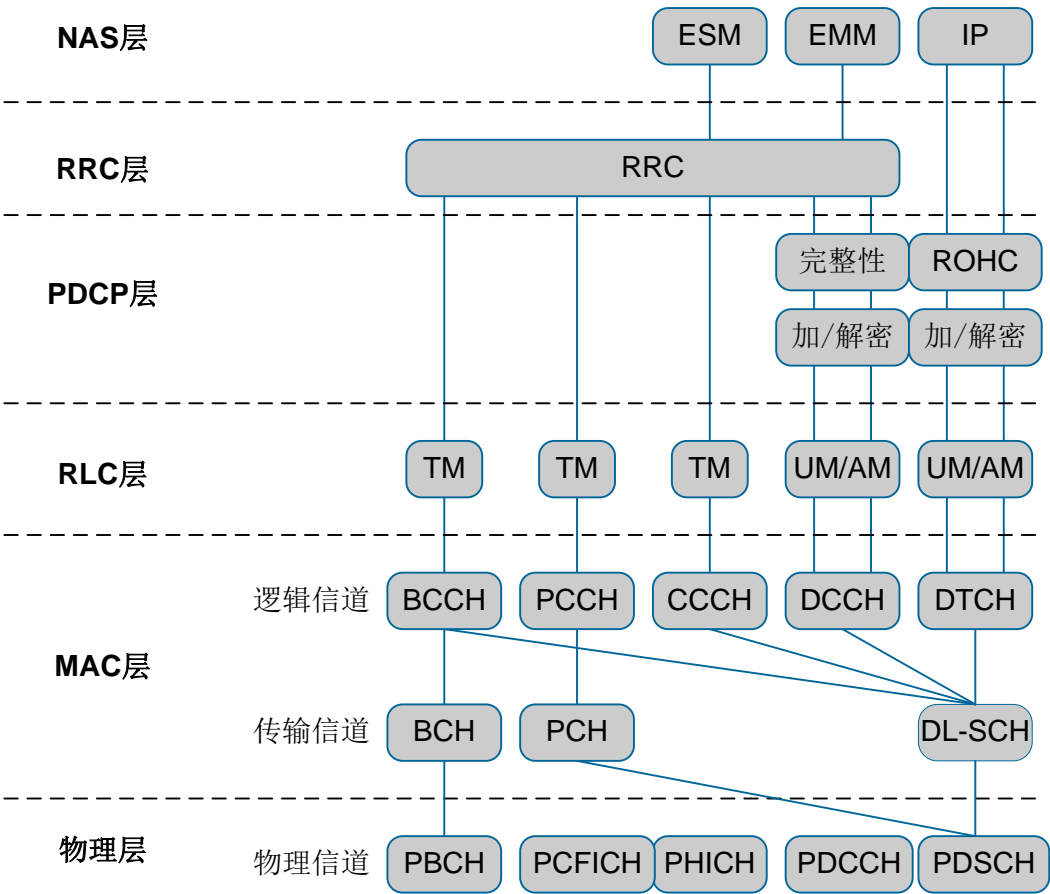 NAS层 ESM EMM IP
RRC层 RRC
完整性 ROHC
PDCP层
加/解密 加/解密
RLC层 TM TM TM UM/AM UM/AM
逻辑信道 BCCH PCCH CCCH DCCH DTCH
MAC层
传输信道 BCH PCH DL-SCH
物理层 物理信道 PBCH PCFICH PHICH PDCCH PDSCH